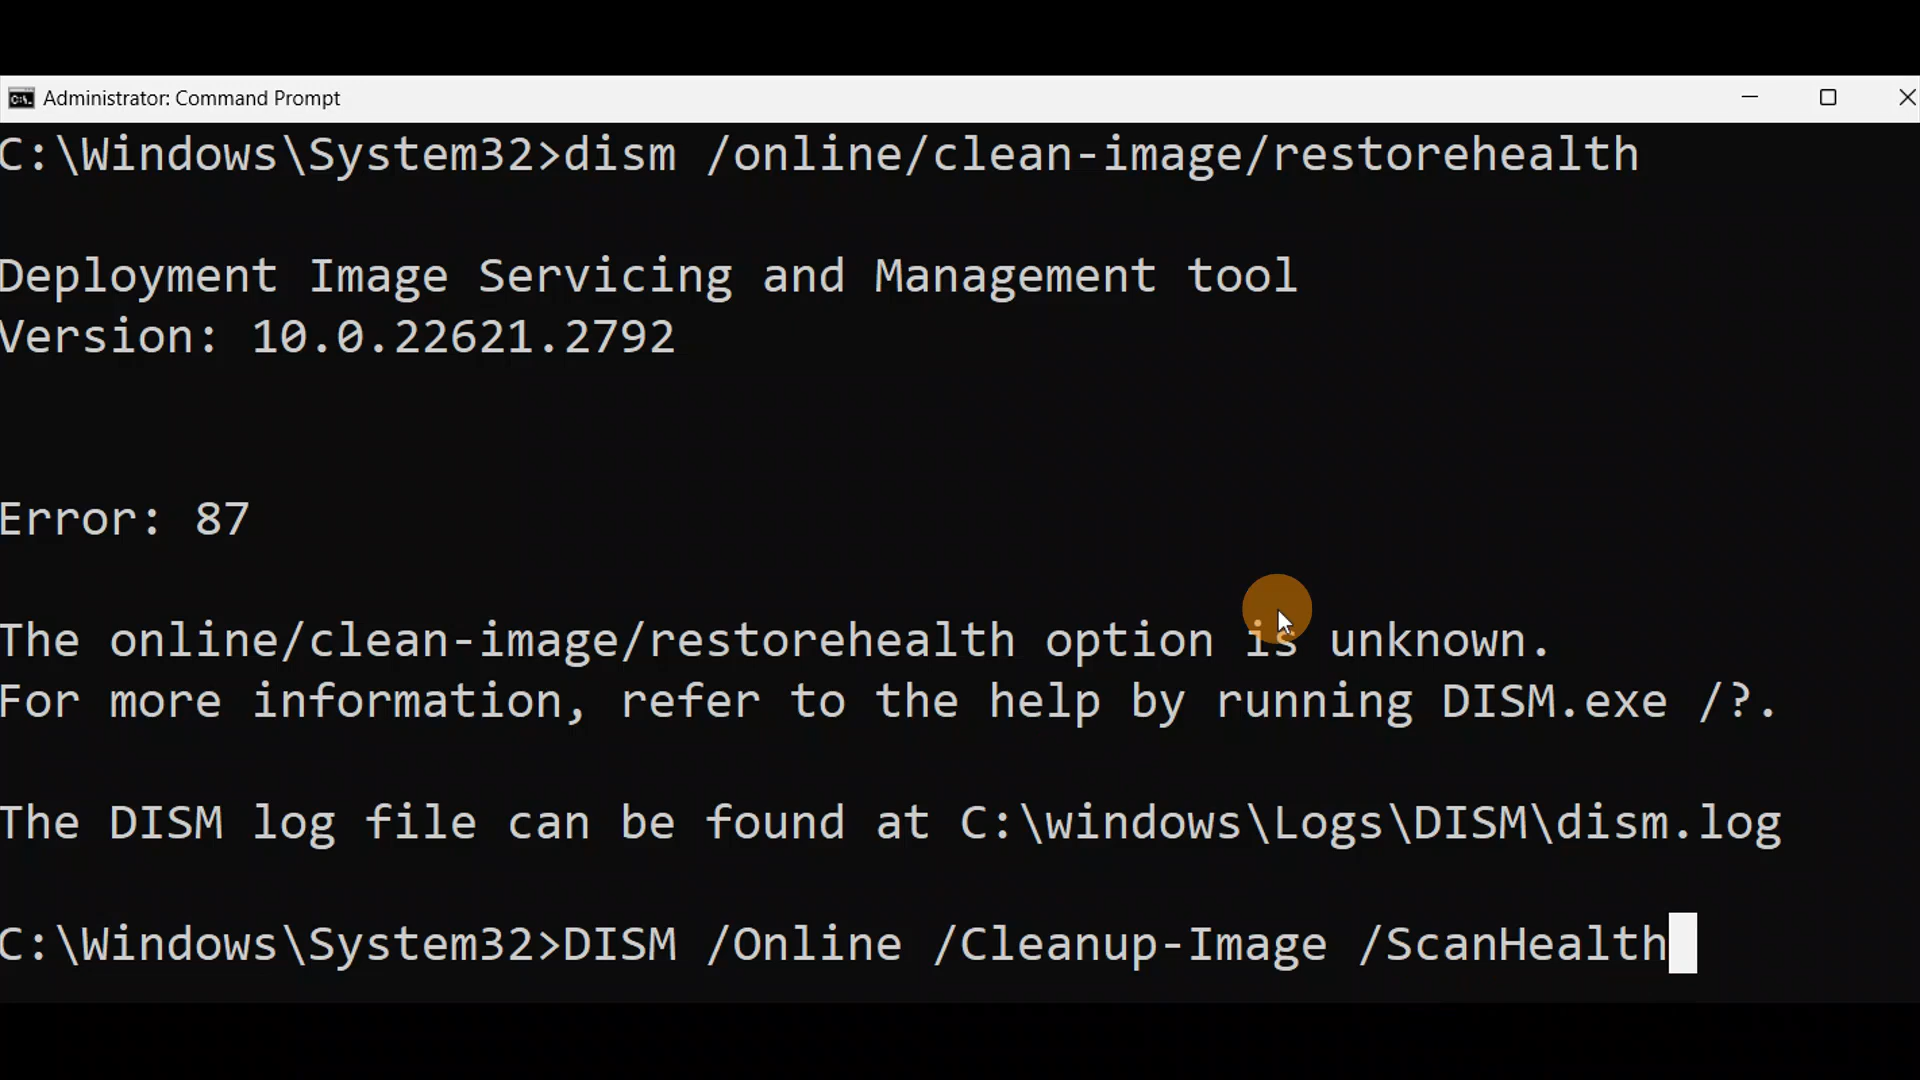 Administrator: Command Prompt
C:\Windows\System32>dism /online/clean-image/restorehealth
Deployment Image Servicing and Management tool
Version: 10.0.22621.2792
Error: 87
The online/clean-image/restorehealth option is unknown.
For more information, refer to the help by running DISM.exe /?.
The DISM log file can be found at C:\windows\Logs\DISM\dism.log
C:\Windows\System32>DISM /Online /Cleanup-Image /ScanHealth